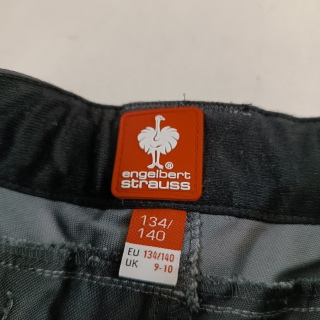 ®
engelbert
strauss
134/
140
EU 134/140
UK 9-10